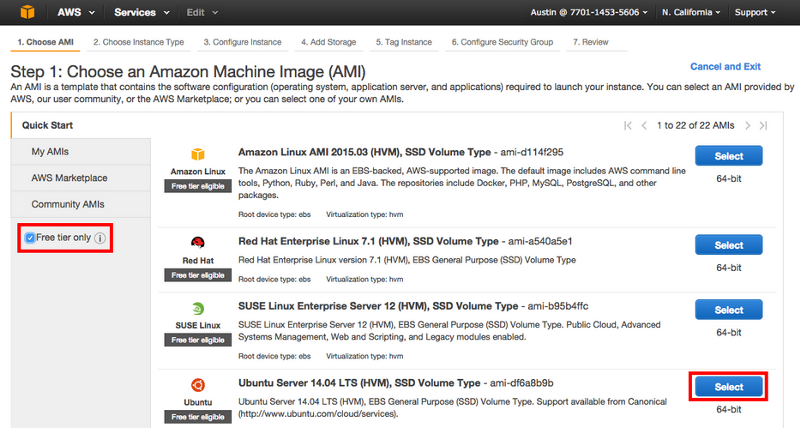 AWS Services Edit Austin @ 7701-1453-5606 N. California Support
1. Choose AMI 2. Choose Instance Type 3. Configure Instance 4. Add Storage 5. Tag Instance 6. Configure Security Group 7. Review
Step 1: Choose an Amazon Machine Image (AMI)
Cancel and Exit
An AMI is a template that contains the software configuration (operating system, application server, and applications) required to launch your instance. You can select an AMI provided by
AWS, our user community, or the AWS Marketplace; or you can select one of your own AMIs.
Quick Start
My AMIs
AWS Marketplace
Community AMIs
Free tier only i
1 to 22 of 22 AMIs
Amazon Linux
Free tier eligible
Amazon Linux AMI 2015.03 (HVM), SSD Volume Type - ami-d114f295
The Amazon Linux AMI is an EBS-backed, AWS-supported image. The default image includes AWS command line
tools, Python, Ruby, Perl, and Java. The repositories include Docker, PHP, MySQL, PostgreSQL, and other
packages.
Root device type: ebs Virtualization type: hvm
Select
64-bit
Red Hat
Free tier eligible
Red Hat Enterprise Linux 7.1 (HVM), SSD Volume Type - ami-a540a5e1
Red Hat Enterprise Linux version 7.1 (HVM), EBS General Purpose (SSD) Volume Type
Root device type: ebs Virtualization type: hvm
Select
64-bit
SUSE Linux
Free tier eligible
SUSE Linux Enterprise Server 12 (HVM), SSD Volume Type - ami-b95b4ffc
SUSE Linux Enterprise Server 12 (HVM), EBS General Purpose (SSD) Volume Type. Public Cloud, Advanced
Systems Management, Web and Scripting, and Legacy modules enabled.
Root device type: ebs Virtualization type: hvm
Select
64-bit
Ubuntu
Free tier eligible
Ubuntu Server 14.04 LTS (HVM), SSD Volume Type - ami-df6a8b9b
Ubuntu Server 14.04 LTS (HVM), EBS General Purpose (SSD) Volume Type. Support available from Canonical
(http://www.ubuntu.com/cloud/services).
Select
64-bit